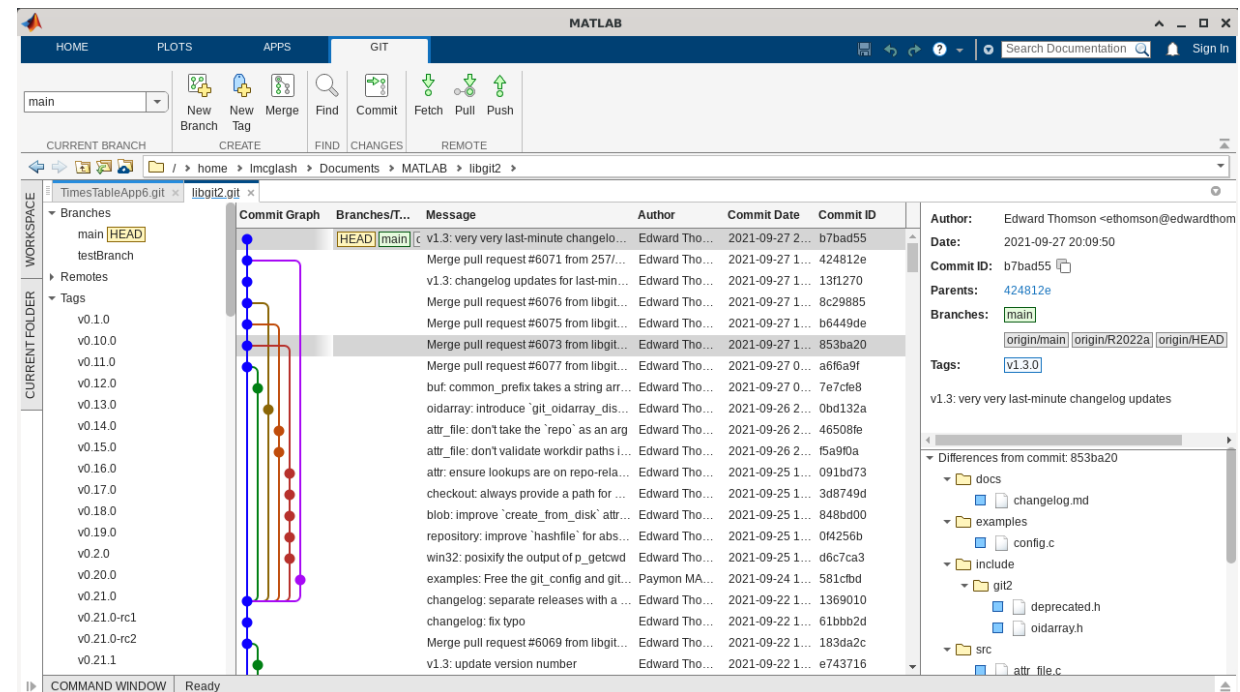 MATLAB
HOME PLOTS APPS GIT Search Documentation Sign In
main
New Branch New Tag Merge Find Commit Fetch Pull Push
CURRENT BRANCH CREATE FIND CHANGES REMOTE
/ home lmcglash Documents MATLAB libgit2
WORKSPACE
CURRENT FOLDER
TimesTableApp6.git libgit2.git
Branches
main HEAD
testBranch
Remotes
Tags
v0.1.0
v0.10.0
v0.11.0
v0.12.0
v0.13.0
v0.14.0
v0.15.0
v0.16.0
v0.17.0
v0.18.0
v0.19.0
v0.2.0
v0.20.0
v0.21.0
v0.21.0-rc1
v0.21.0-rc2
v0.21.1
Commit Graph Branches/T... Message Author Commit Date Commit ID
HEAD main v1.3: very very last-minute changelo... Edward Tho... 2021-09-27 2... b7bad55
Merge pull request #6071 from 257/... Edward Tho... 2021-09-27 1... 424812e
v1.3: changelog updates for last-min... Edward Tho... 2021-09-27 1... 13f1270
Merge pull request #6076 from libgit... Edward Tho... 2021-09-27 1... 8c29885
Merge pull request #6075 from libgit... Edward Tho... 2021-09-27 1... b6449de
Merge pull request #6073 from libgit... Edward Tho... 2021-09-27 1... 853ba20
Merge pull request #6077 from libgit... Edward Tho... 2021-09-27 0... a6f6a9f
buf: common_prefix takes a string arr... Edward Tho... 2021-09-27 0... 7e7cfe8
oidarray: introduce `git_oidarray_dis... Edward Tho... 2021-09-26 2... 0bd132a
attr_file: don't take the `repo` as an arg Edward Tho... 2021-09-26 2... 46508fe
attr_file: don't validate workdir paths i... Edward Tho... 2021-09-26 2... f5a9f0a
attr: ensure lookups are on repo-rela... Edward Tho... 2021-09-25 1... 091bd73
checkout: always provide a path for ... Edward Tho... 2021-09-25 1... 3d8749d
blob: improve `create_from_disk` attr... Edward Tho... 2021-09-25 1... 848bd00
repository: improve `hashfile` for abs... Edward Tho... 2021-09-25 1... 0f4256b
win32: posixify the output of p_getcwd Edward Tho... 2021-09-25 1... d6c7ca3
examples: Free the git_config and git... Paymon MA... 2021-09-24 1... 581cfbd
changelog: separate releases with a ... Edward Tho... 2021-09-22 1... 1369010
changelog: fix typo Edward Tho... 2021-09-22 1... 61bbb2d
Merge pull request #6069 from libgit... Edward Tho... 2021-09-22 1... 183da2c
v1.3: update version number Edward Tho... 2021-09-22 1... e743716
Author: Edward Thomson <ethomson@edwardthom
Date: 2021-09-27 20:09:50
Commit ID: b7bad55
Parents: 424812e
Branches: main
origin/main origin/R2022a origin/HEAD
Tags: v1.3.0
v1.3: very very last-minute changelog updates
Differences from commit: 853ba20
docs
changelog.md
examples
config.c
include
git2
deprecated.h
oidarray.h
src
attr_file.c
COMMAND WINDOW Ready